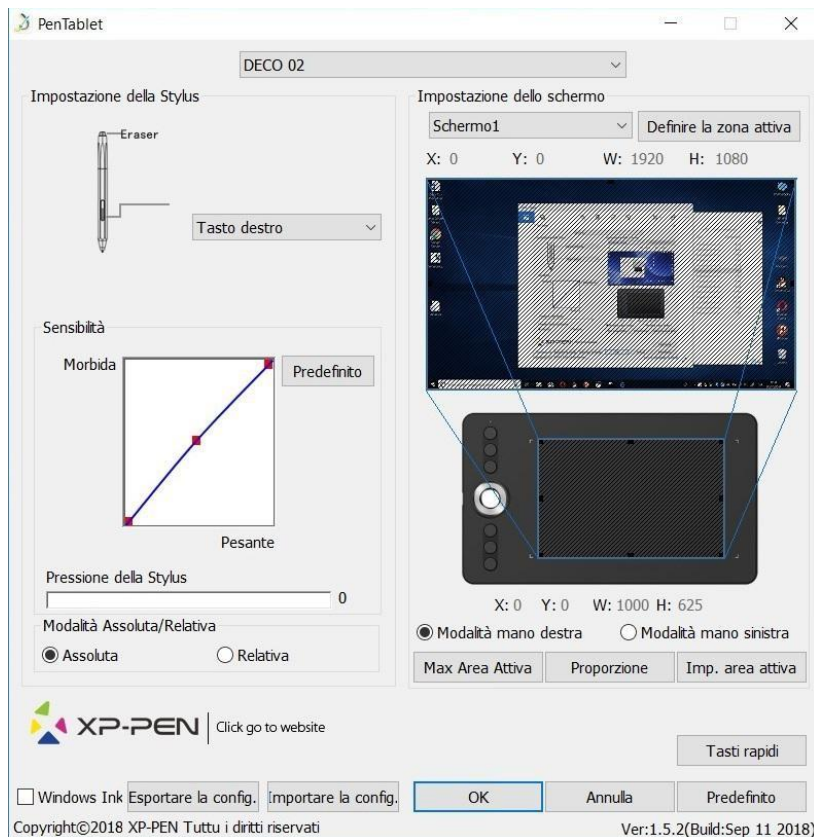 PenTablet
DECO 02
Impostazione della Stylus
Eraser
Tasto destro
Sensibilità
Morbida
Predefinito
Pesante
Pressione della Stylus
0
Modalità Assoluta/Relativa
Assoluta
Relativa
Impostazione dello schermo
Schermo1
Definire la zona attiva
X: 0 Y: 0 W: 1920 H: 1080
X: 0 Y: 0 W: 1000 H: 625
Modalità mano destra
Modalità mano sinistra
Max Area Attiva
Proporzione
Imp. area attiva
XP-PEN
Click go to website
Tasti rapidi
Windows Ink
Esportare la config.
Importare la config.
OK
Annulla
Predefinito
Copyright©2018 XP-PEN Tuttu i diritti riservati
Ver:1.5.2(Build:Sep 11 2018)